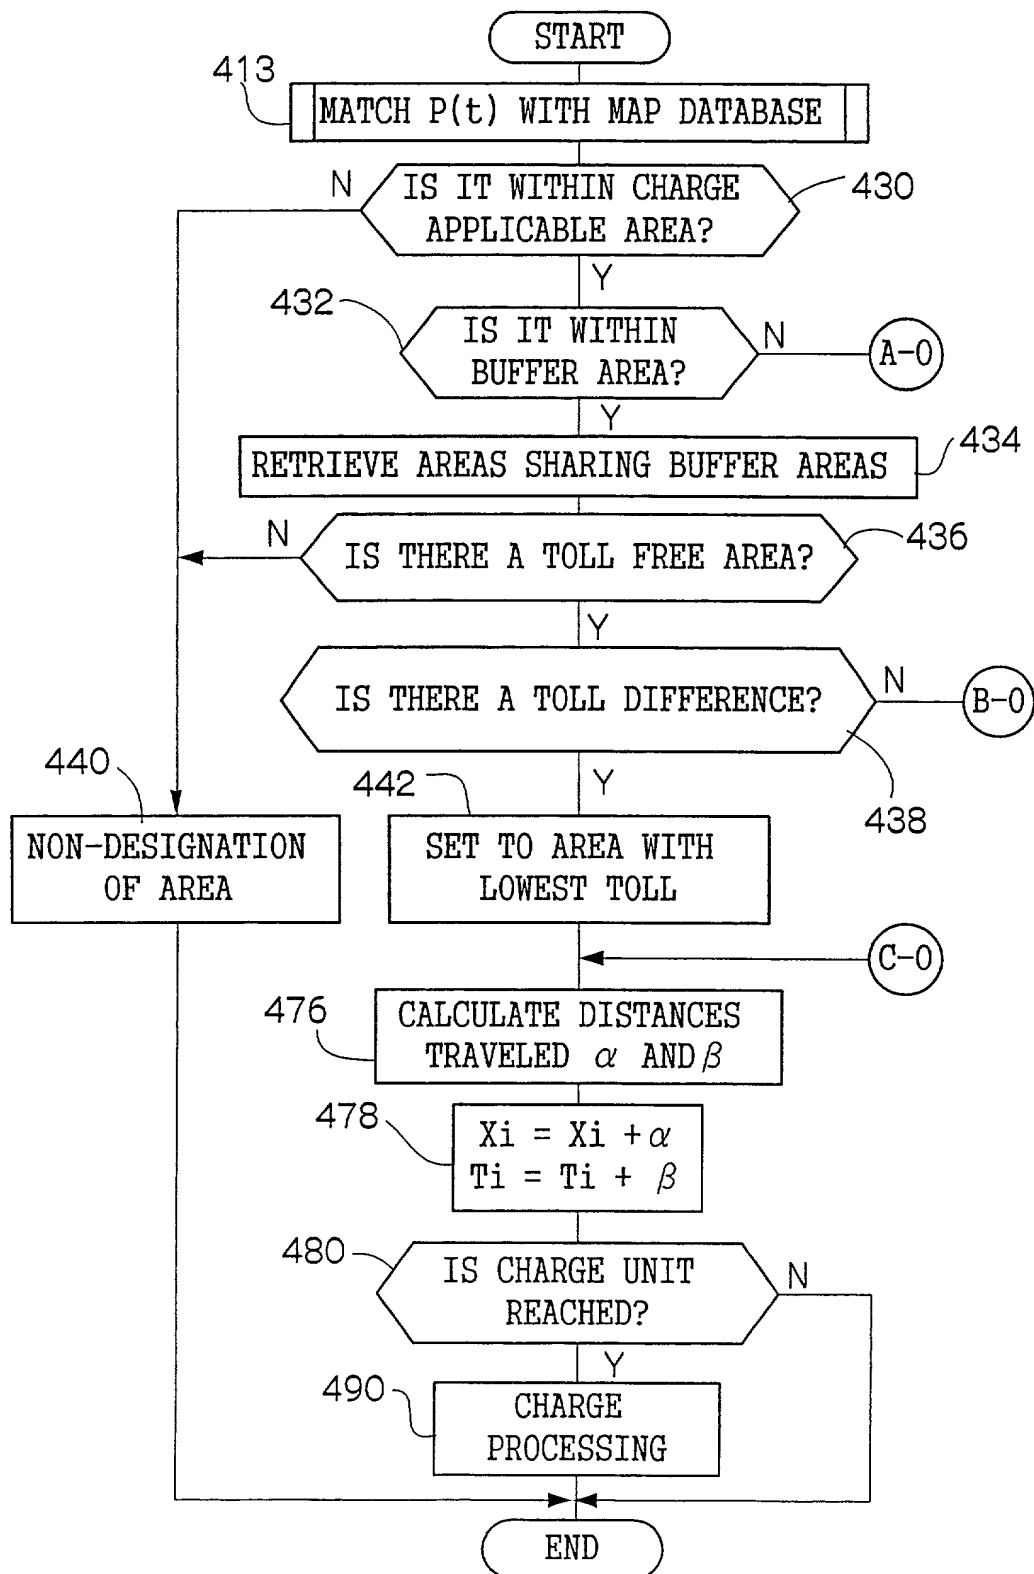 START
413
MATCH P(t) WITH MAP DATABASE
N
IS IT WITHIN CHARGE
APPLICABLE AREA?
430
Y
432
IS IT WITHIN
BUFFER AREA?
N
A-0
Y
RETRIEVE AREAS SHARING BUFFER AREAS
434
N
IS THERE A TOLL FREE AREA?
436
Y
IS THERE A TOLL DIFFERENCE?
N
B-0
438
Y
440
NON-DESIGNATION
OF AREA
442
SET TO AREA WITH
LOWEST TOLL
C-0
476
CALCULATE DISTANCES
TRAVELED α AND β
478
Xi = Xi + α
Ti = Ti + β
480
IS CHARGE UNIT
REACHED?
N
Y
490
CHARGE
PROCESSING
END